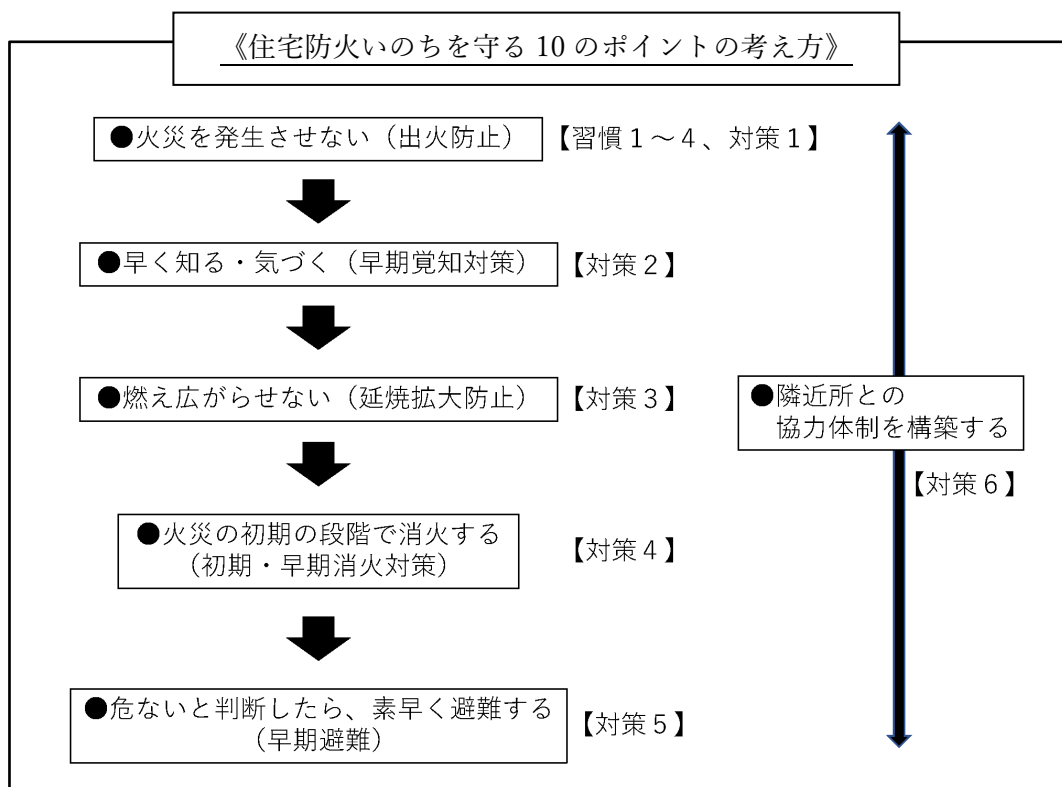 《住宅防火いのちを守る 10 のポイントの考え方》
●火災を発生させない（出火防止）
【習慣１～４、対策１】
●早く知る・気づく（早期覚知対策）
【対策２】
●燃え広がらせない（延焼拡大防止）
【対策３】
●隣近所との
協力体制を構築する
【対策６】
●火災の初期の段階で消火する
（初期・早期消火対策）
【対策４】
●危ないと判断したら、素早く避難する
（早期避難）
【対策５】